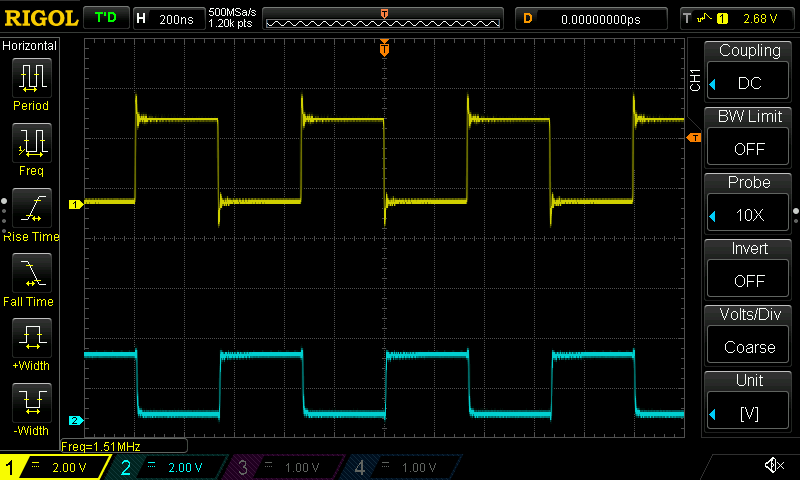 RIGOL T'D H 200ns 500MSa/s D 0.00000000ps T 1 2.68 V
1.20k pts
T
Horizontal
Period
Freq
Rise Time
Fall Time
+Width
-Width
T
1
2
T
Freq=1.51MHz
CH1
Coupling
DC
BW Limit
OFF
Probe
10X
Invert
OFF
Volts/Div
Coarse
Unit
[V]
1 = 2.00 V 2 = 2.00 V 3 = 1.00 V 4 = 1.00 V